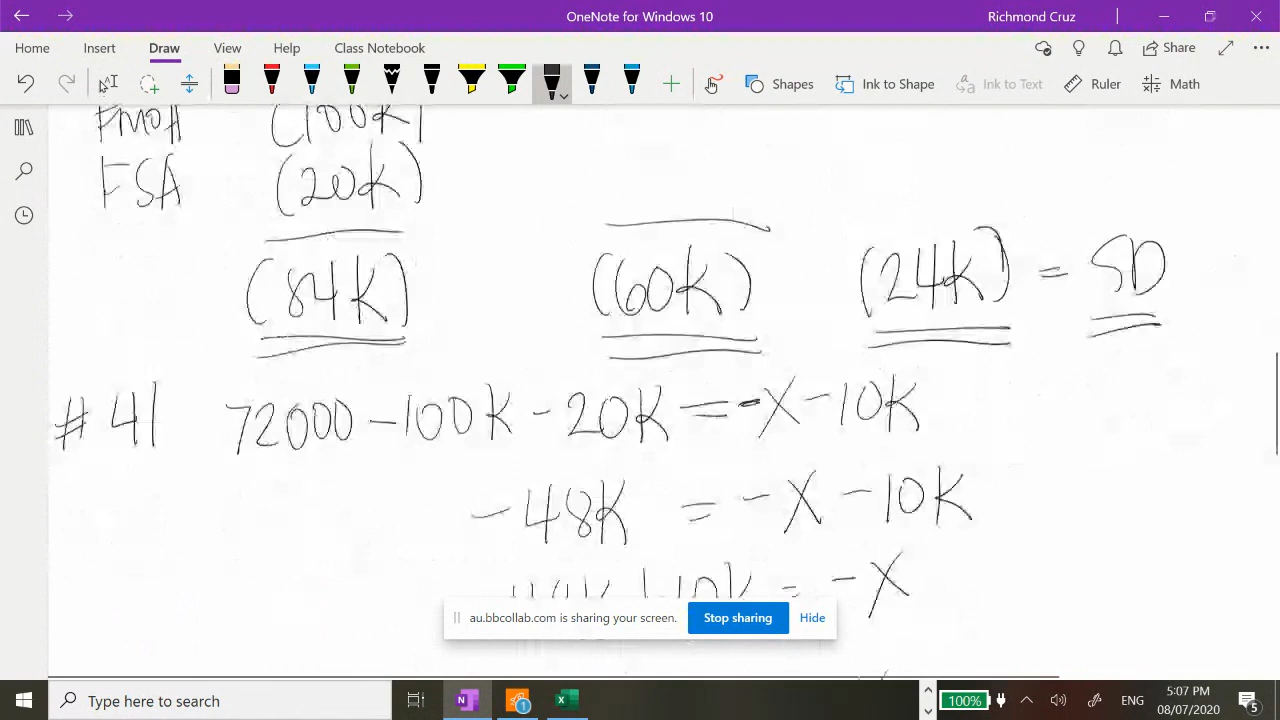 OneNote for Windows 10
Richmond Cruz
Home Insert Draw View Help Class Notebook
Share
Shapes Ink to Shape Ink to Text Ruler Math
(100K)
FSA (20K)
(84K) (60K) (24K) = SD
#41 72000 - 100K - 20K = -X - 10K
-48K = -X - 10K
= -X
au.bbcollab.com is sharing your screen. Stop sharing Hide
Type here to search
1
100%
ENG
5:07 PM
08/07/2020
5